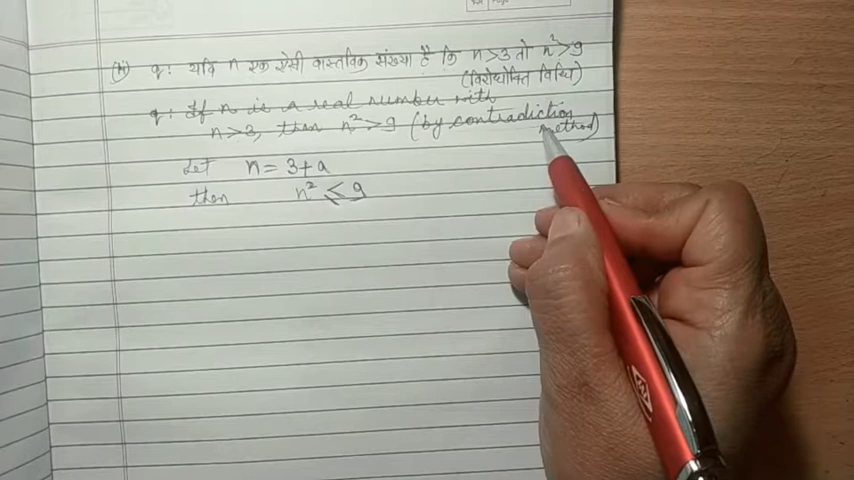 (ii) q: यदि n एक ऐसी वास्तविक संख्या है कि n>3 तो n²>9
(विरोधोक्ति विधि)
q: If n is a real number with
n>3, then n²>9 (by contradiction
method)
Let n = 3+a
then n² ≤ 9